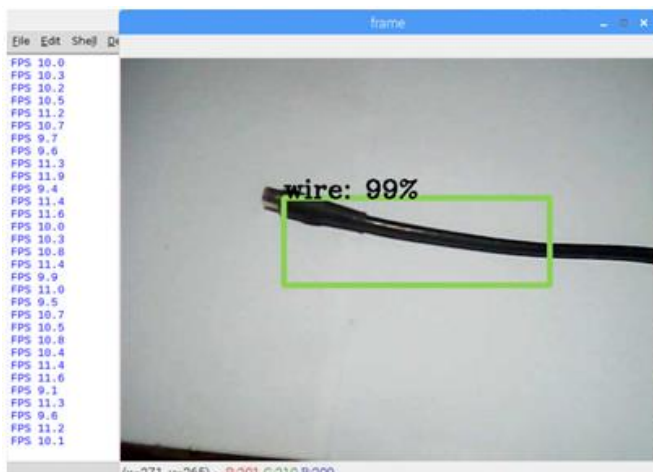 frame
File Edit Shell
FPS 10.0
FPS 10.3
FPS 10.2
FPS 10.5
FPS 11.2
FPS 10.7
FPS 9.7
FPS 9.6
FPS 11.3
FPS 11.9
FPS 9.4
FPS 11.4
FPS 11.6
FPS 10.0
FPS 10.3
FPS 10.8
FPS 11.4
FPS 9.9
FPS 11.0
FPS 9.5
FPS 10.7
FPS 10.5
FPS 10.8
FPS 10.4
FPS 11.4
FPS 11.6
FPS 9.1
FPS 11.3
FPS 9.6
FPS 11.2
FPS 10.1
wire: 99%